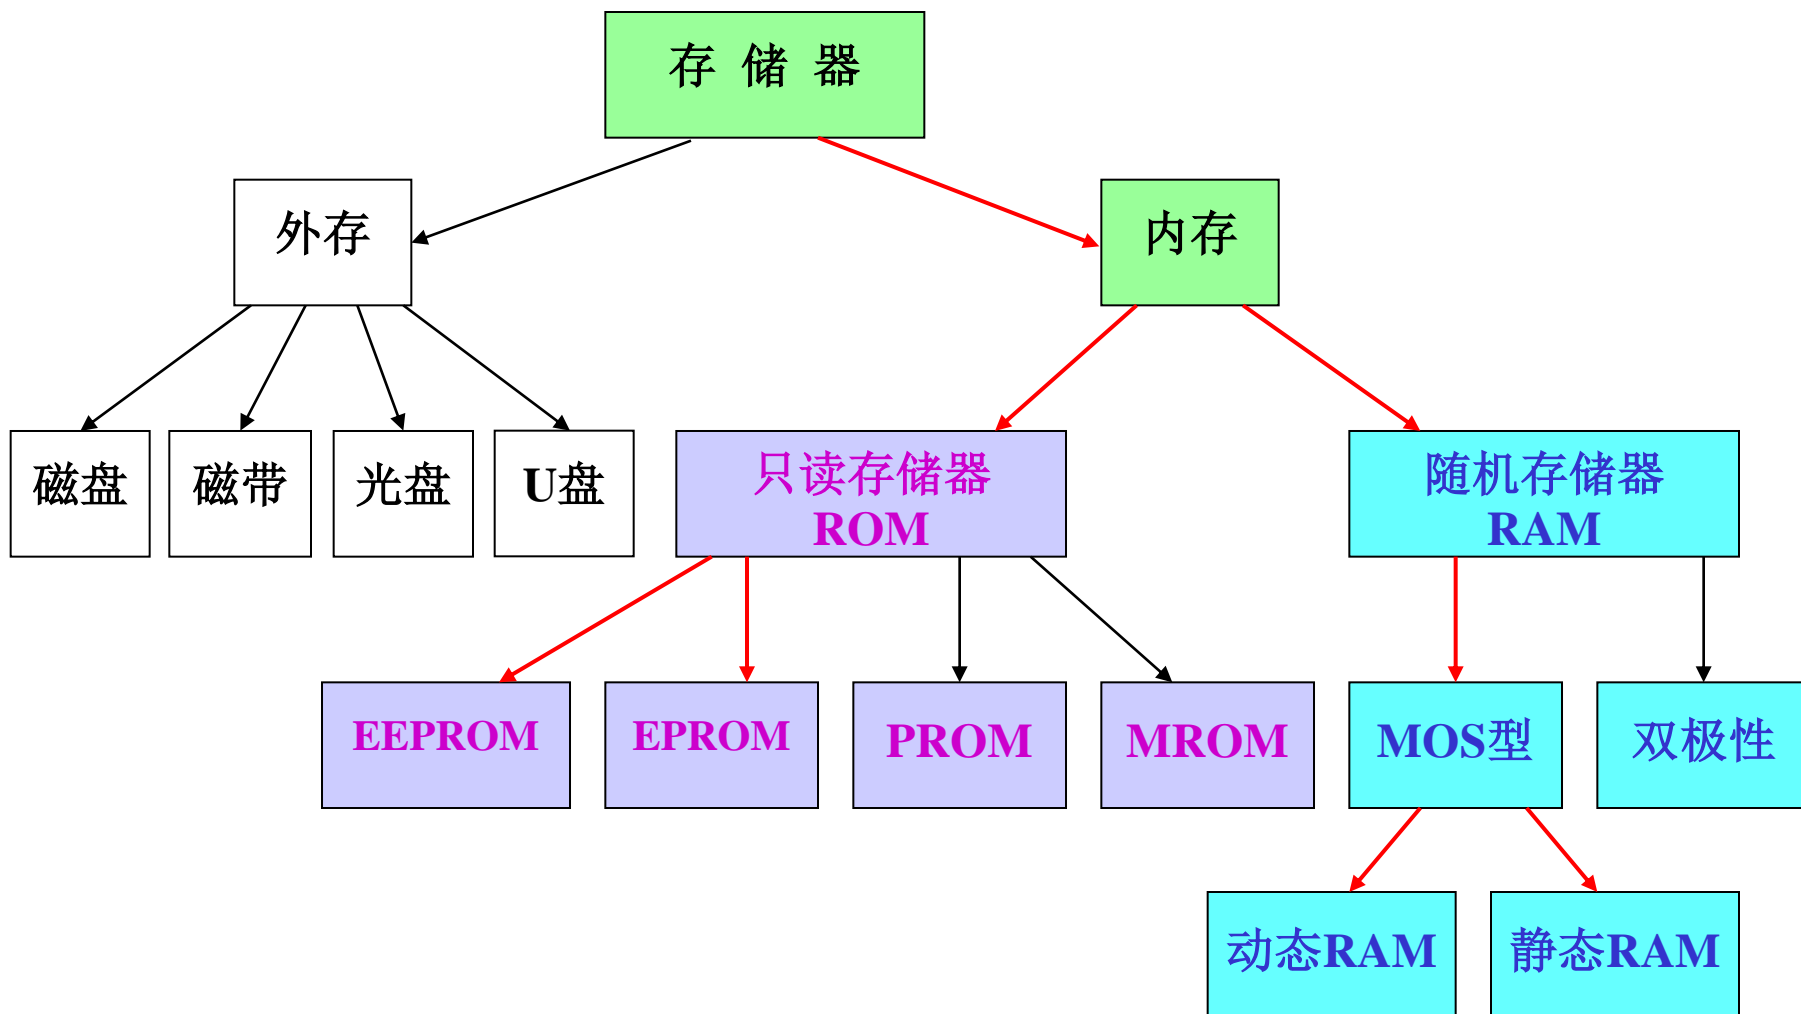 存 储 器
外存
内存
磁盘
磁带
光盘
U盘
只读存储器
ROM
随机存储器
RAM
EEPROM
EPROM
PROM
MROM
MOS型
双极性
动态RAM
静态RAM